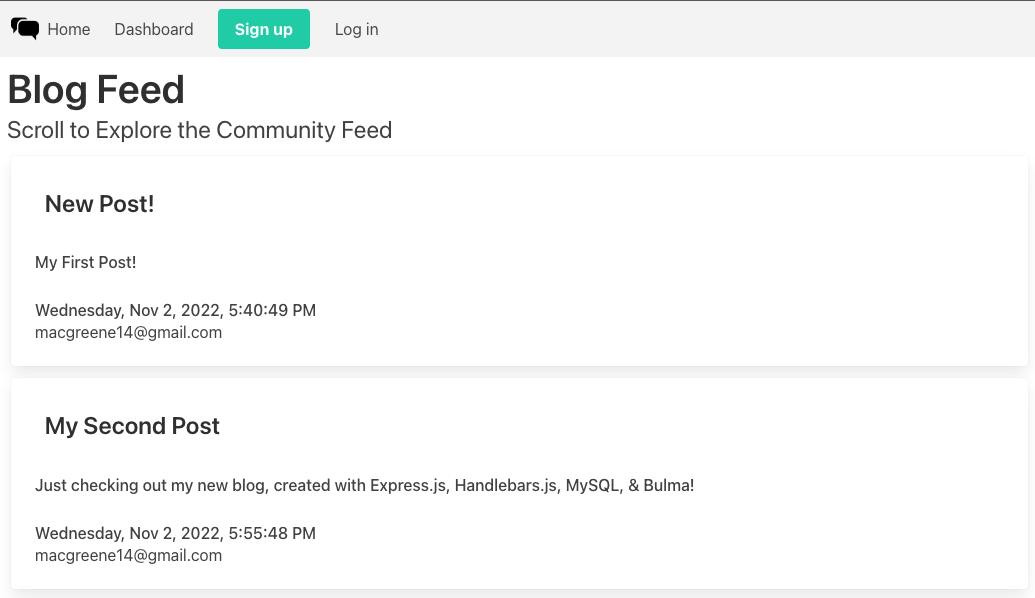 Home Dashboard Sign up Log in
Blog Feed
Scroll to Explore the Community Feed
New Post!
My First Post!
Wednesday, Nov 2, 2022, 5:40:49 PM
macgreene14@gmail.com
My Second Post
Just checking out my new blog, created with Express.js, Handlebars.js, MySQL, & Bulma!
Wednesday, Nov 2, 2022, 5:55:48 PM
macgreene14@gmail.com